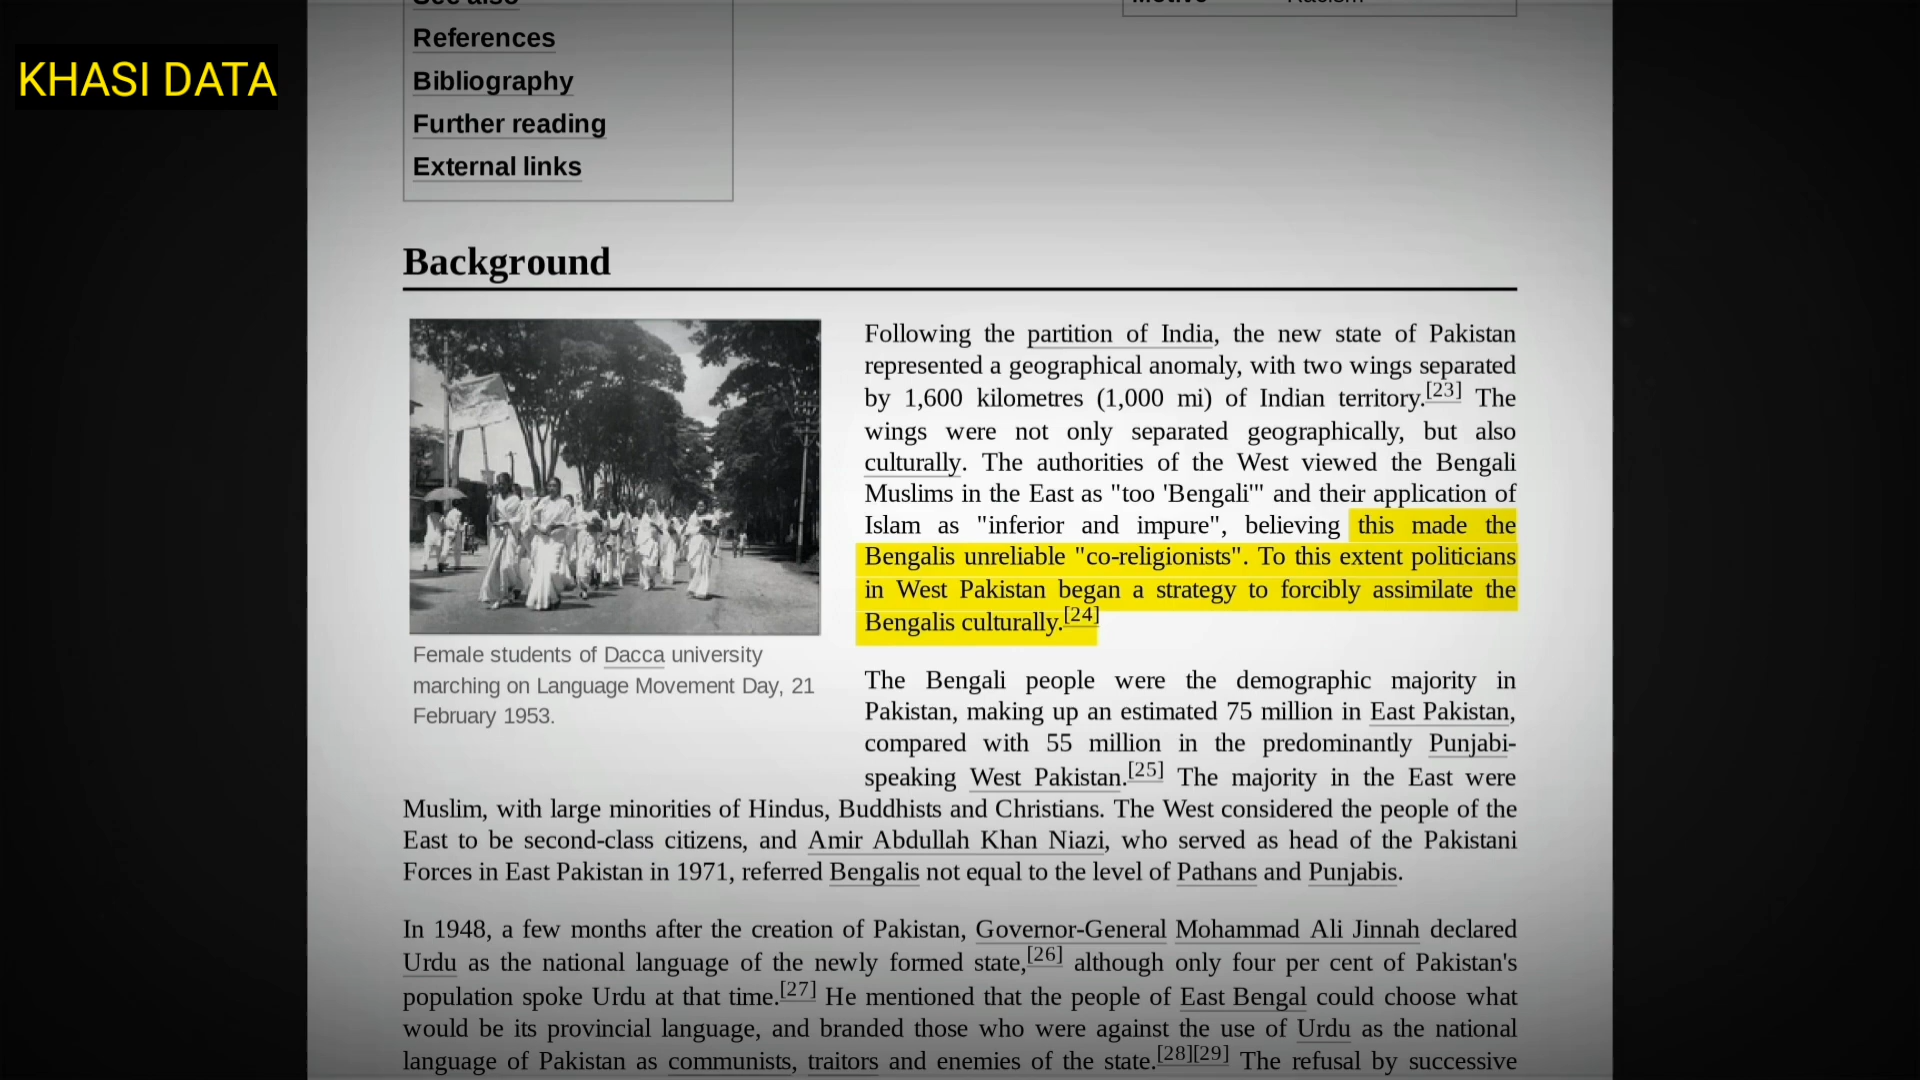 See also
References
Bibliography
Further reading
External links
Motive Racism
KHASI DATA
Background
Following the partition of India, the new state of Pakistan
represented a geographical anomaly, with two wings separated
by 1,600 kilometres (1,000 mi) of Indian territory.[23] The
wings were not only separated geographically, but also
culturally. The authorities of the West viewed the Bengali
Muslims in the East as "too 'Bengali'" and their application of
Islam as "inferior and impure", believing this made the
Bengalis unreliable "co-religionists". To this extent politicians
in West Pakistan began a strategy to forcibly assimilate the
Bengalis culturally.[24]
Female students of Dacca university
marching on Language Movement Day, 21
February 1953.
The Bengali people were the demographic majority in
Pakistan, making up an estimated 75 million in East Pakistan,
compared with 55 million in the predominantly Punjabi-
speaking West Pakistan.[25] The majority in the East were
Muslim, with large minorities of Hindus, Buddhists and Christians. The West considered the people of the
East to be second-class citizens, and Amir Abdullah Khan Niazi, who served as head of the Pakistani
Forces in East Pakistan in 1971, referred Bengalis not equal to the level of Pathans and Punjabis.
In 1948, a few months after the creation of Pakistan, Governor-General Mohammad Ali Jinnah declared
Urdu as the national language of the newly formed state,[26] although only four per cent of Pakistan's
population spoke Urdu at that time.[27] He mentioned that the people of East Bengal could choose what
would be its provincial language, and branded those who were against the use of Urdu as the national
language of Pakistan as communists, traitors and enemies of the state.[28][29] The refusal by successive